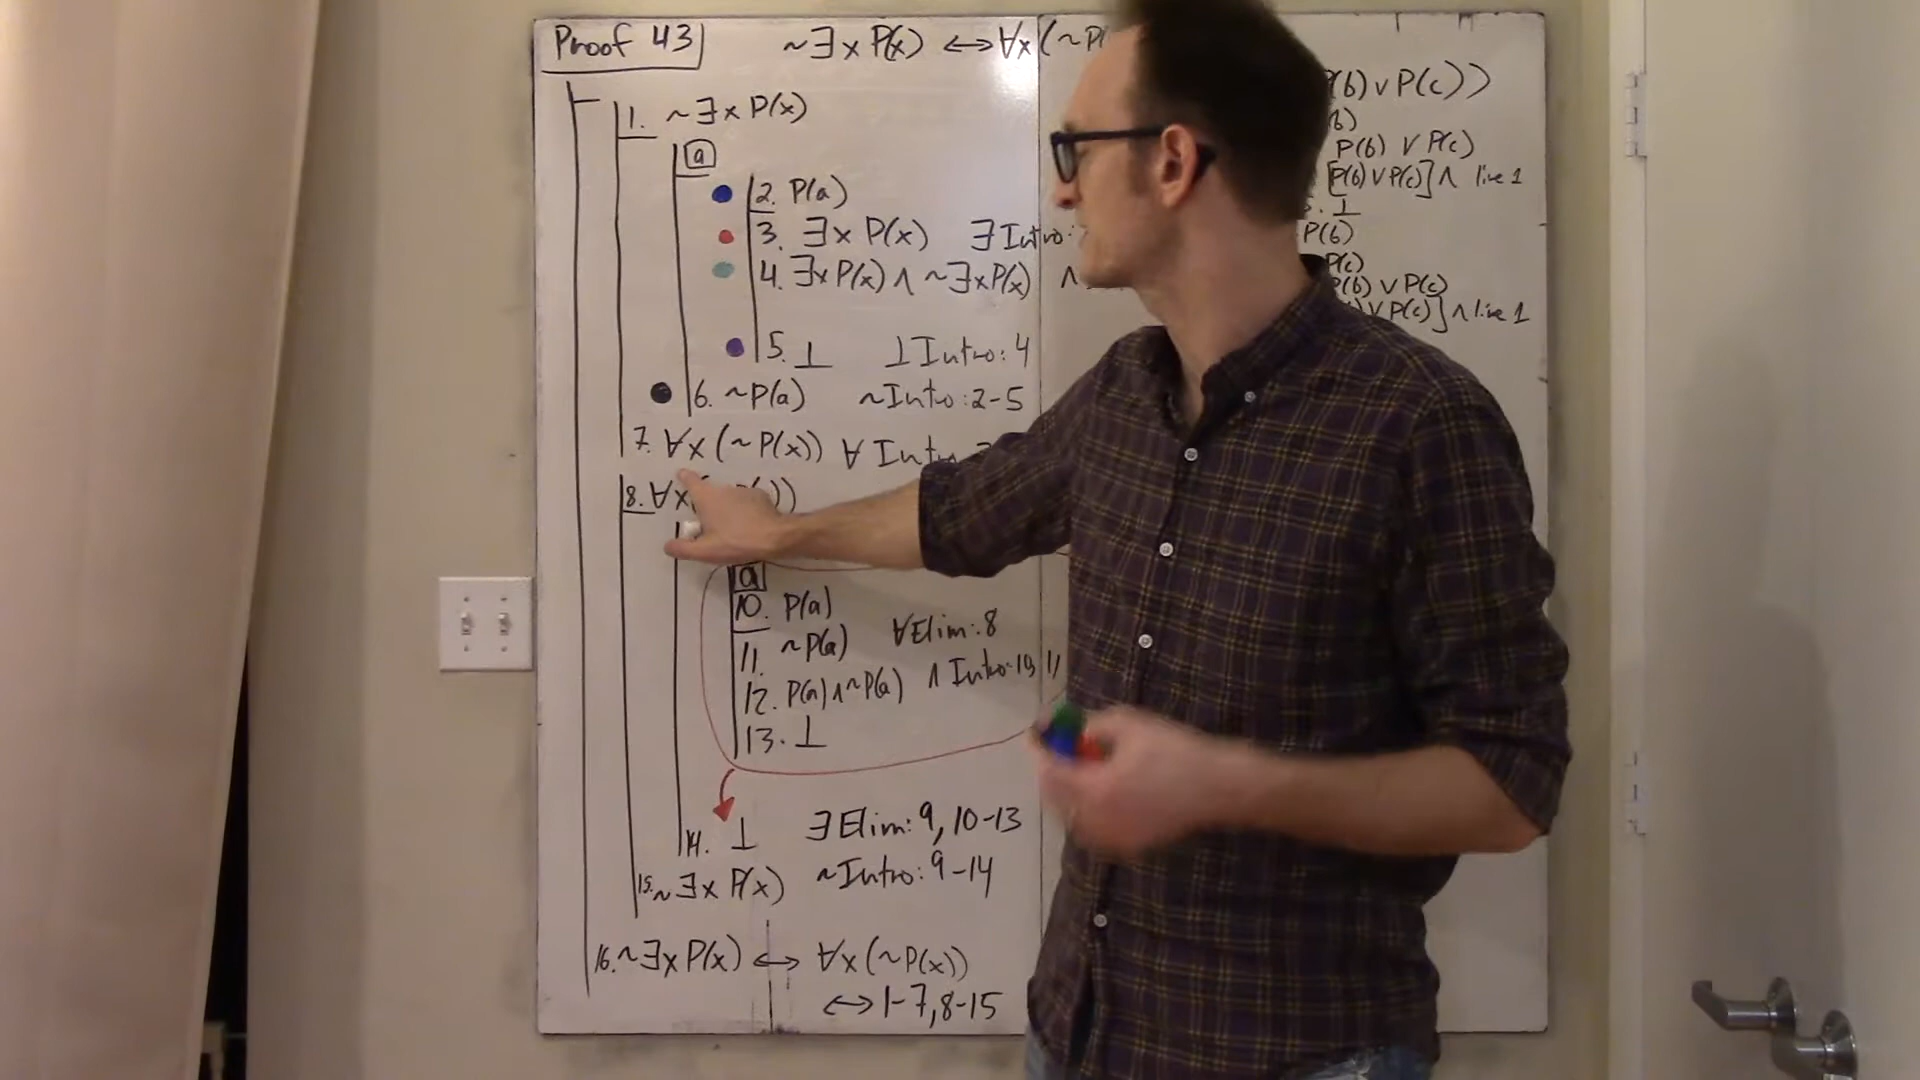 Proof 43 ~∃x P(x) ↔ ∀x (~P(
1. ~∃x P(x)
a
2. P(a)
3. ∃x P(x) ∃ Intro:
4. ∃x P(x) ∧ ~∃x P(x) ∧
5. ⊥ ⊥ Intro: 4
6. ~P(a) ~Intro: 2-5
7. ∀x (~P(x)) ∀ Intro
8. ∀x
a
10. P(a)
11. ~P(a) ∀Elim: 8
12. P(a) ∧ ~P(a) ∧ Intro: 10, 11
13. ⊥
14. ⊥ ∃ Elim: 9, 10-13
15. ~∃x P(x) ~Intro: 9-14
16. ~∃x P(x) ↔ ∀x (~P(x))
↔ 1-7, 8-15
P(b) ∨ P(c)))
b)
P(b) ∨ P(c)
[P(b) ∨ P(c)] ∧ line 1
. ⊥
P(b)
P(c)
P(b) ∨ P(c)
∨ P(c)] ∧ line 1